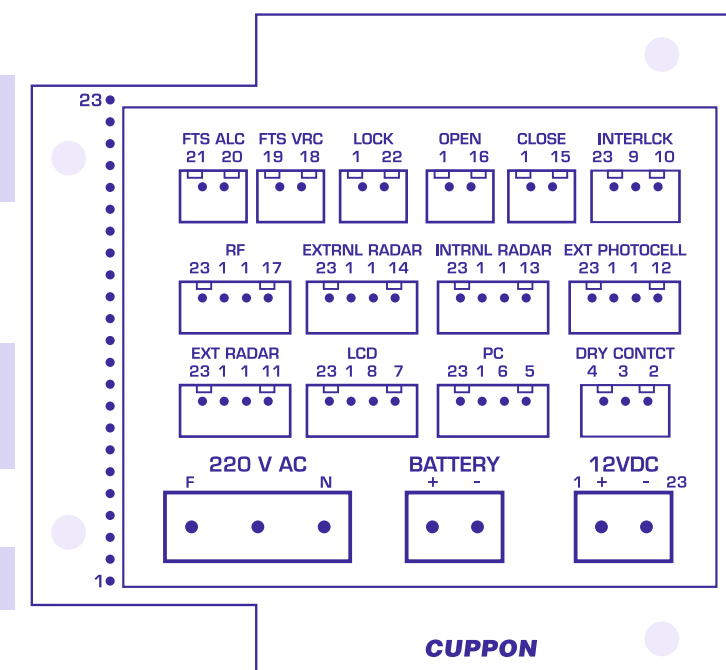 23
FTS ALC FTS VRC LOCK OPEN CLOSE INTERLCK
21 20 19 18 1 22 1 16 1 15 23 9 10
RF EXTRNL RADAR INTRNL RADAR EXT PHOTOCELL
23 1 1 17 23 1 1 14 23 1 1 13 23 1 1 12
EXT RADAR LCD PC DRY CONTCT
23 1 1 11 23 1 8 7 23 1 6 5 4 3 2
220 V AC BATTERY 12VDC
F N + - 1 + - 23
1
CUPPON